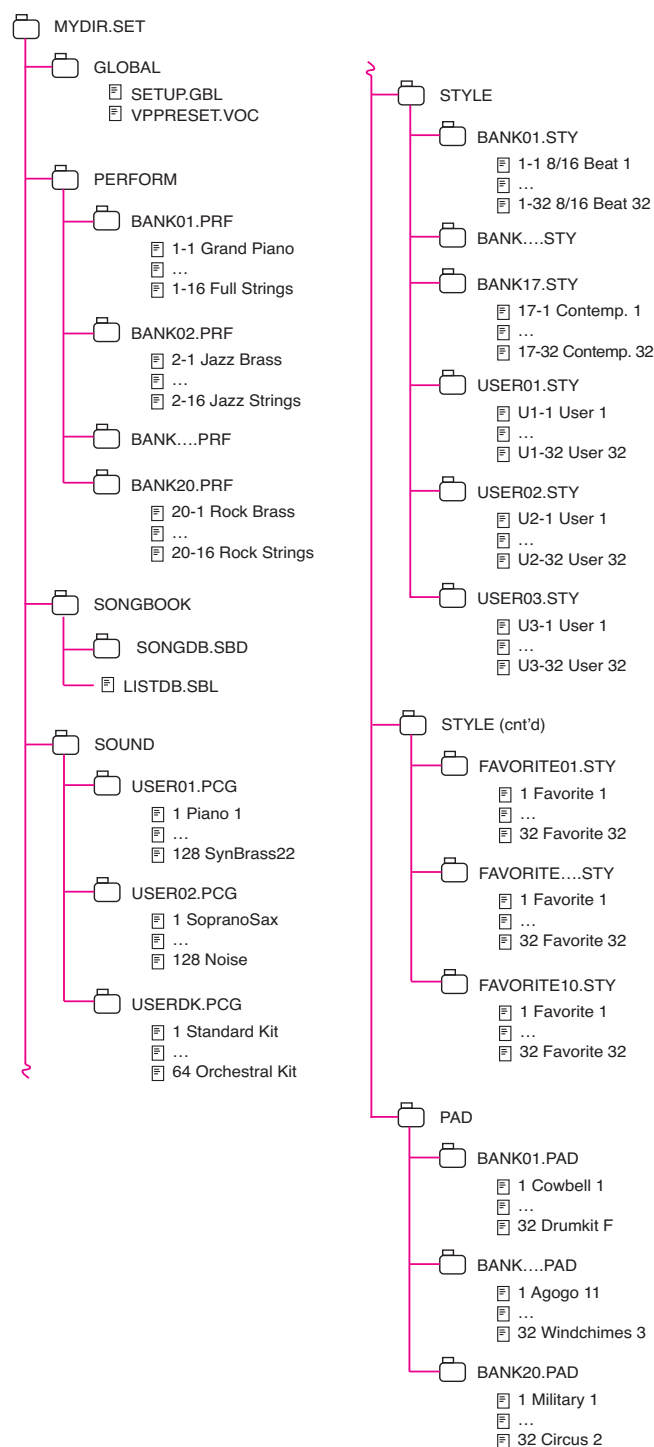 MYDIR.SET
GLOBAL
SETUP.GBL
VPPRESET.VOC
PERFORM
BANK01.PRF
1-1 Grand Piano
…
1-16 Full Strings
BANK02.PRF
2-1 Jazz Brass
…
2-16 Jazz Strings
BANK….PRF
BANK20.PRF
20-1 Rock Brass
…
20-16 Rock Strings
SONGBOOK
SONGDB.SBD
LISTDB.SBL
SOUND
USER01.PCG
1 Piano 1
…
128 SynBrass22
USER02.PCG
1 SopranoSax
…
128 Noise
USERDK.PCG
1 Standard Kit
…
64 Orchestral Kit
STYLE
BANK01.STY
1-1 8/16 Beat 1
…
1-32 8/16 Beat 32
BANK….STY
BANK17.STY
17-1 Contemp. 1
…
17-32 Contemp. 32
USER01.STY
U1-1 User 1
…
U1-32 User 32
USER02.STY
U2-1 User 1
…
U2-32 User 32
USER03.STY
U3-1 User 1
…
U3-32 User 32
STYLE (cnt’d)
FAVORITE01.STY
1 Favorite 1
…
32 Favorite 32
FAVORITE….STY
1 Favorite 1
…
32 Favorite 32
FAVORITE10.STY
1 Favorite 1
…
32 Favorite 32
PAD
BANK01.PAD
1 Cowbell 1
…
32 Drumkit F
BANK….PAD
1 Agogo 11
…
32 Windchimes 3
BANK20.PAD
1 Military 1
…
32 Circus 2